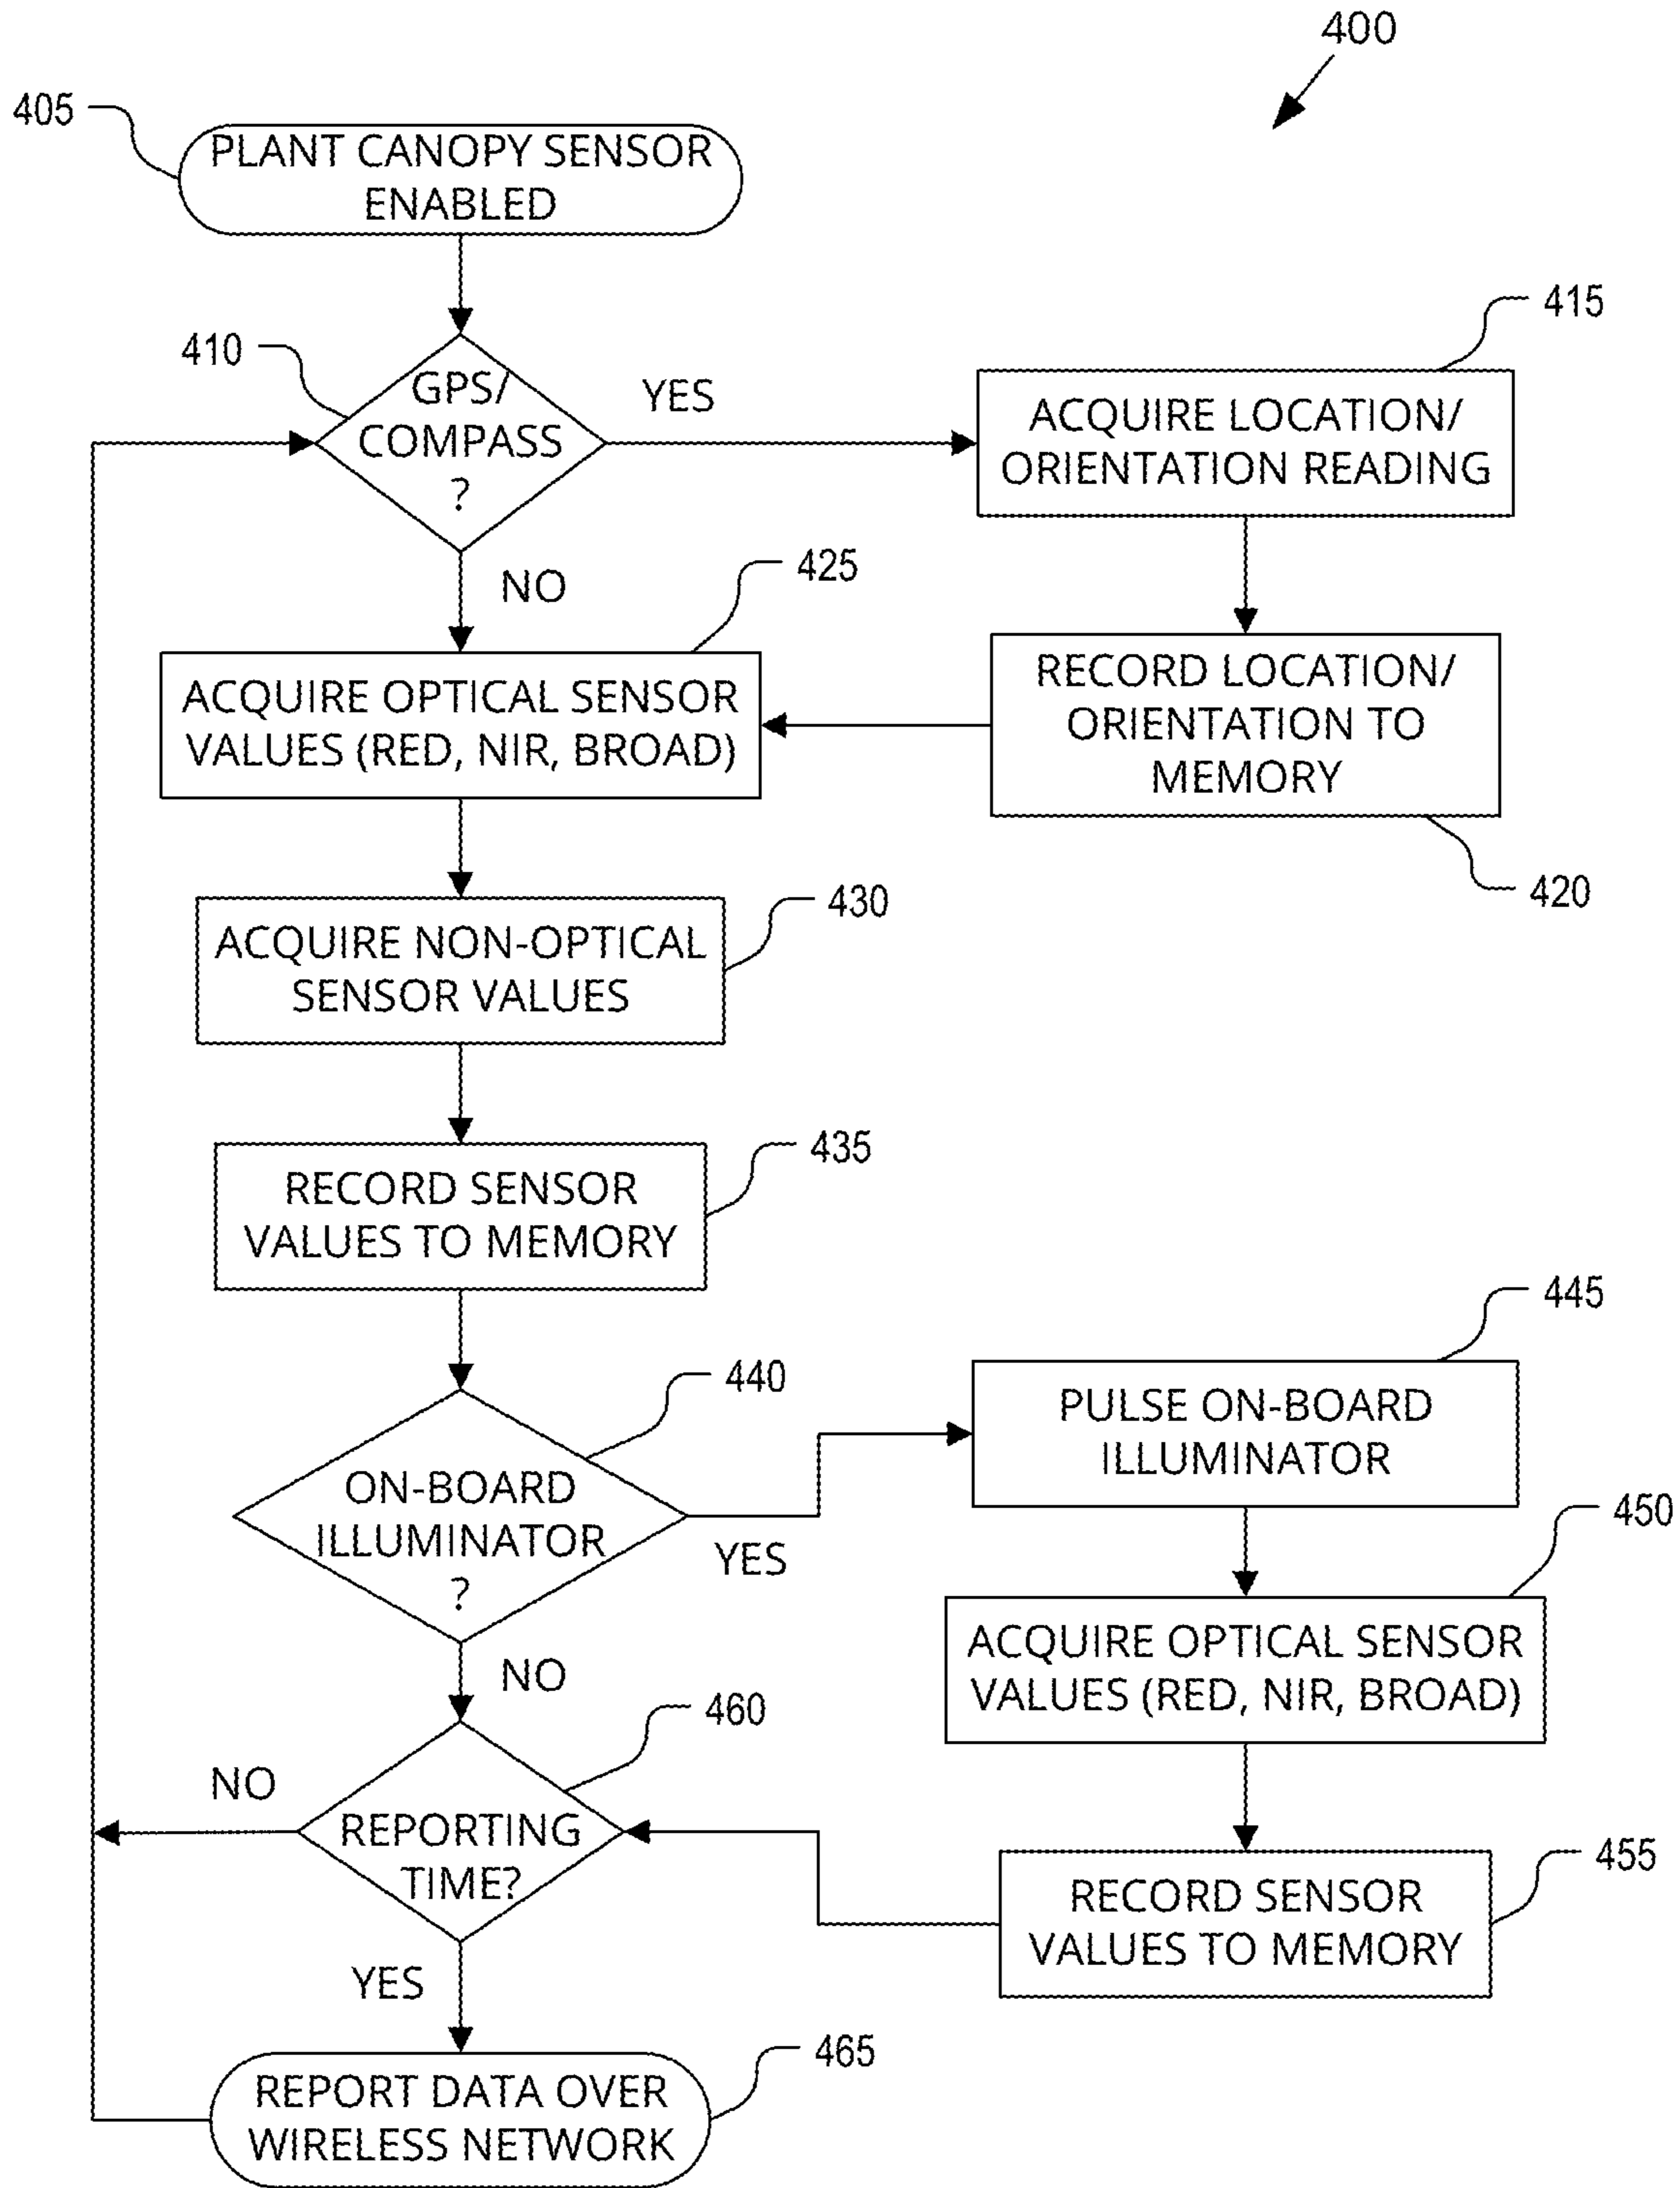 400
405
PLANT CANOPY SENSOR
ENABLED
410
GPS/
COMPASS
?
YES
415
ACQUIRE LOCATION/
ORIENTATION READING
NO
425
ACQUIRE OPTICAL SENSOR
VALUES (RED, NIR, BROAD)
RECORD LOCATION/
ORIENTATION TO
MEMORY
420
430
ACQUIRE NON-OPTICAL
SENSOR VALUES
435
RECORD SENSOR
VALUES TO MEMORY
440
ON-BOARD
ILLUMINATOR
?
YES
445
PULSE ON-BOARD
ILLUMINATOR
450
ACQUIRE OPTICAL SENSOR
VALUES (RED, NIR, BROAD)
NO
460
NO
REPORTING
TIME?
455
RECORD SENSOR
VALUES TO MEMORY
YES
465
REPORT DATA OVER
WIRELESS NETWORK